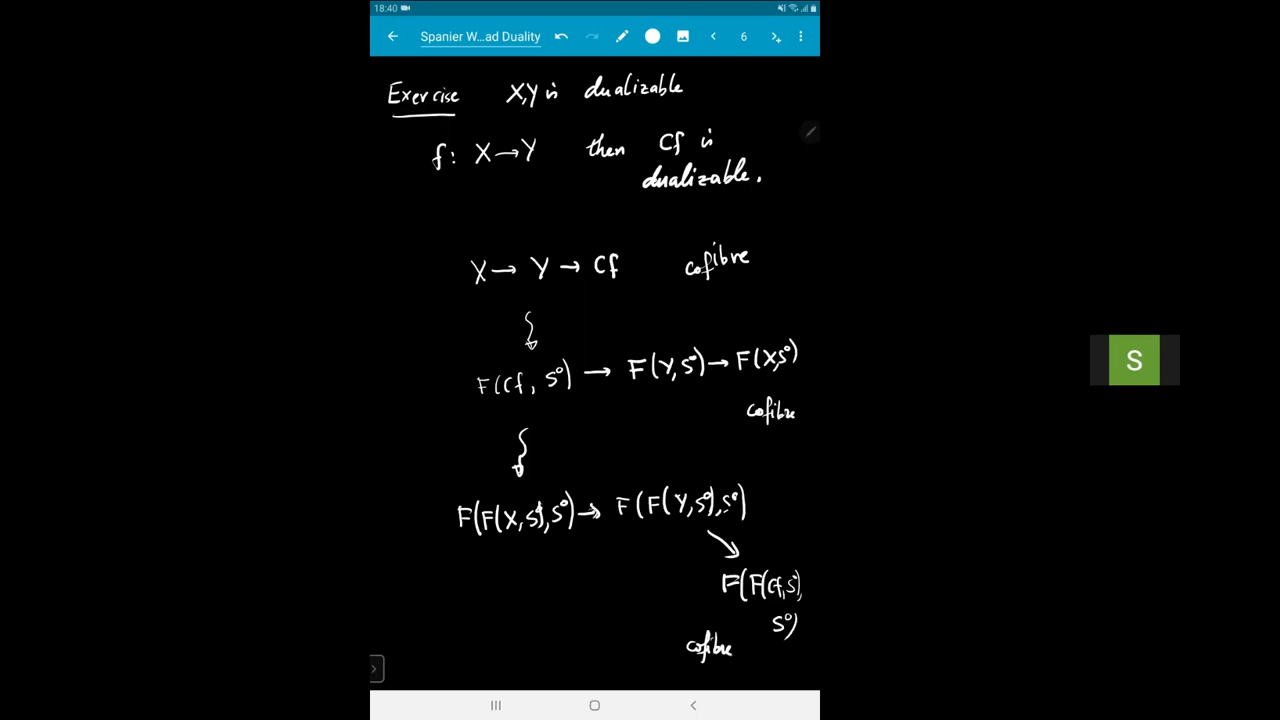 18:40
Spanier W...ad Duality
6
Exercise X,Y is dualizable
f: X → Y then Cf is
dualizable.
X → Y → Cf cofibre
F(Cf, S⁰) → F(Y, S⁰) → F(X, S⁰)
cofibre
F(F(X, S⁰), S⁰) → F(F(Y, S⁰), S⁰)
F(F(Cf, S⁰),
S⁰)
cofibre
S